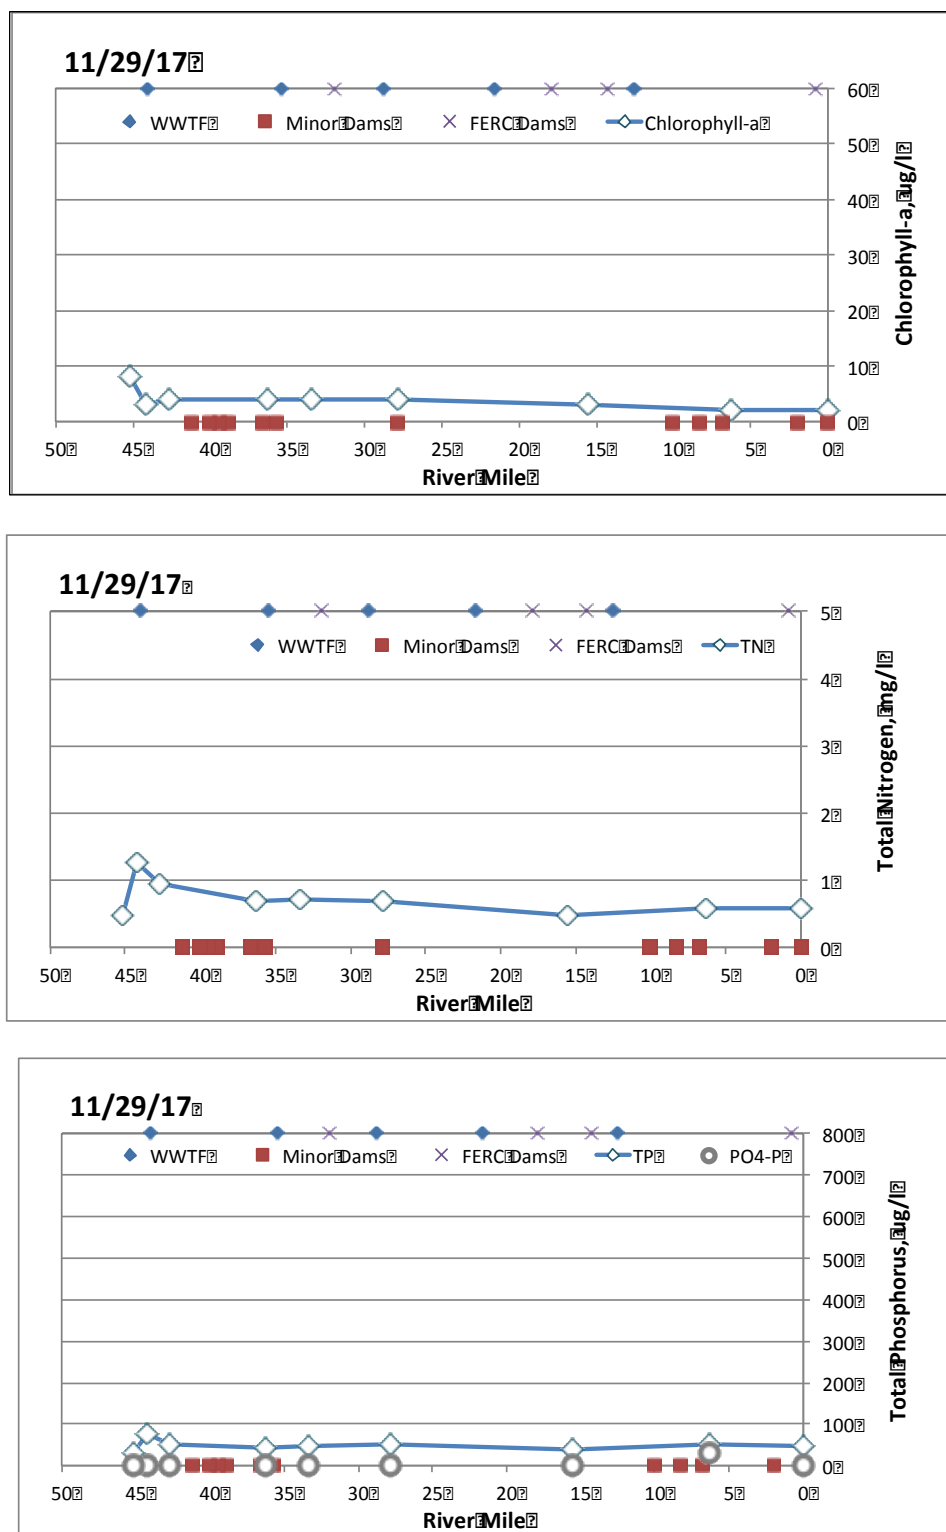 11/29/17
60
WWTF Minor Dams FERC Dams Chlorophyll-a
50
40
30
20
10
0
Chlorophyll-a, ug/l
50 45 40 35 30 25 20 15 10 5 0
River Mile
11/29/17
5
WWTF Minor Dams FERC Dams TN
4
3
2
1
0
Total Nitrogen, mg/l
50 45 40 35 30 25 20 15 10 5 0
River Mile
11/29/17
800
WWTF Minor Dams FERC Dams TP PO4-P
700
600
500
400
300
200
100
0
Total Phosphorus, ug/l
50 45 40 35 30 25 20 15 10 5 0
River Mile